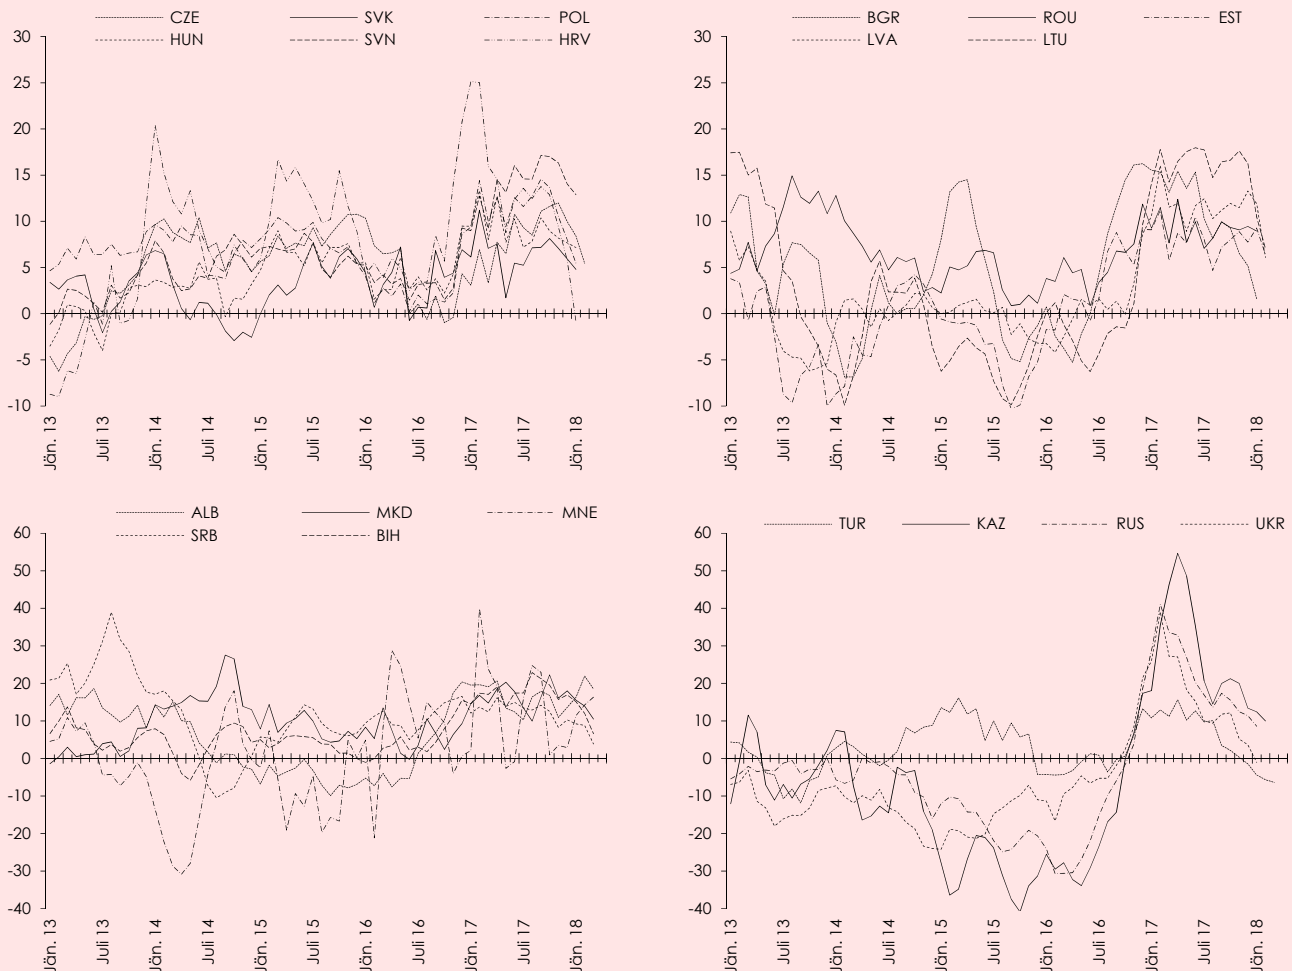 CZE SVK POL
HUN SVN HRV
30
25
20
15
10
5
0
-5
-10
Jän. 13
Juli 13
Jän. 14
Juli 14
Jän. 15
Juli 15
Jän. 16
Juli 16
Jän. 17
Juli 17
Jän. 18
BGR ROU EST
LVA LTU
30
25
20
15
10
5
0
-5
-10
Jän. 13
Juli 13
Jän. 14
Juli 14
Jän. 15
Juli 15
Jän. 16
Juli 16
Jän. 17
Juli 17
Jän. 18
ALB MKD MNE
SRB BIH
60
50
40
30
20
10
0
-10
-20
-30
-40
Jän. 13
Juli 13
Jän. 14
Juli 14
Jän. 15
Juli 15
Jän. 16
Juli 16
Jän. 17
Juli 17
Jän. 18
TUR KAZ RUS UKR
60
50
40
30
20
10
0
-10
-20
-30
-40
Jän. 13
Juli 13
Jän. 14
Juli 14
Jän. 15
Juli 15
Jän. 16
Juli 16
Jän. 17
Juli 17
Jän. 18